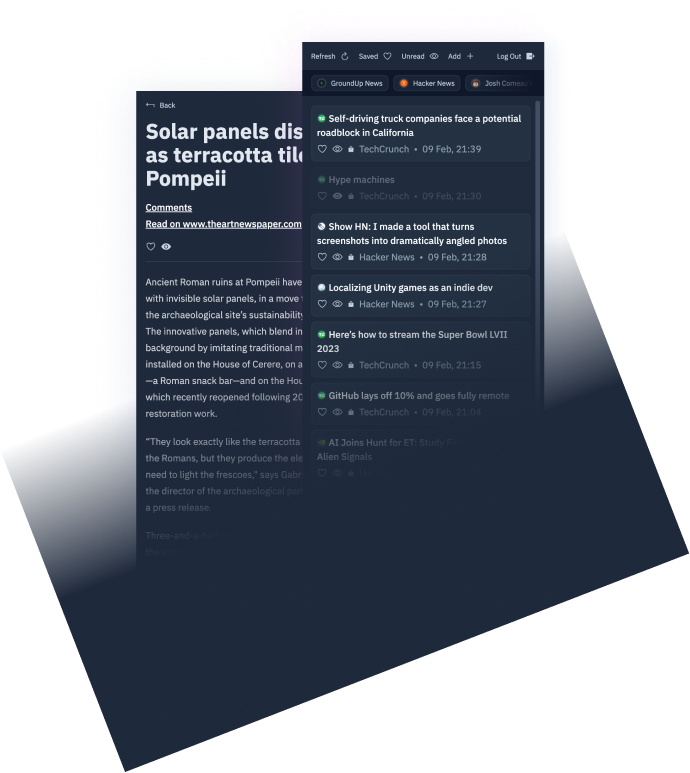 Refresh Saved Unread Add Log Out
GroundUp News Hacker News Josh Comeau
Back
Solar panels dis
as terracotta tile
Pompeii
Comments
Read on www.theartnewspaper.com
Ancient Roman ruins at Pompeii have
with invisible solar panels, in a move
the archaeological site's sustainability
The innovative panels, which blend in
background by imitating traditional m
installed on the House of Cerere, on a
—a Roman snack bar—and on the Hou
which recently reopened following 20
restoration work.
"They look exactly like the terracotta
the Romans, but they produce the ele
need to light the frescoes," says Gabr
the director of the archaeological par
a press release.
Self-driving truck companies face a potential
roadblock in California
TechCrunch • 09 Feb, 21:39
Hype machines
TechCrunch • 09 Feb, 21:30
Show HN: I made a tool that turns
screenshots into dramatically angled photos
Hacker News • 09 Feb, 21:28
Localizing Unity games as an indie dev
Hacker News • 09 Feb, 21:27
Here's how to stream the Super Bowl LVII
2023
TechCrunch • 09 Feb, 21:15
GitHub lays off 10% and goes fully remote
TechCrunch • 09 Feb, 21:04
AI Joins Hunt for ET: Study
Alien Signals